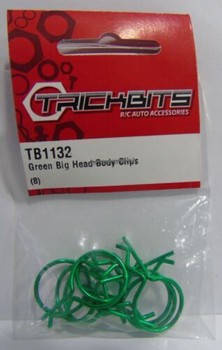 TRICKBITS
R/C AUTO ACCESSORIES
TB1132
Green Big Head Body Clips
(8)